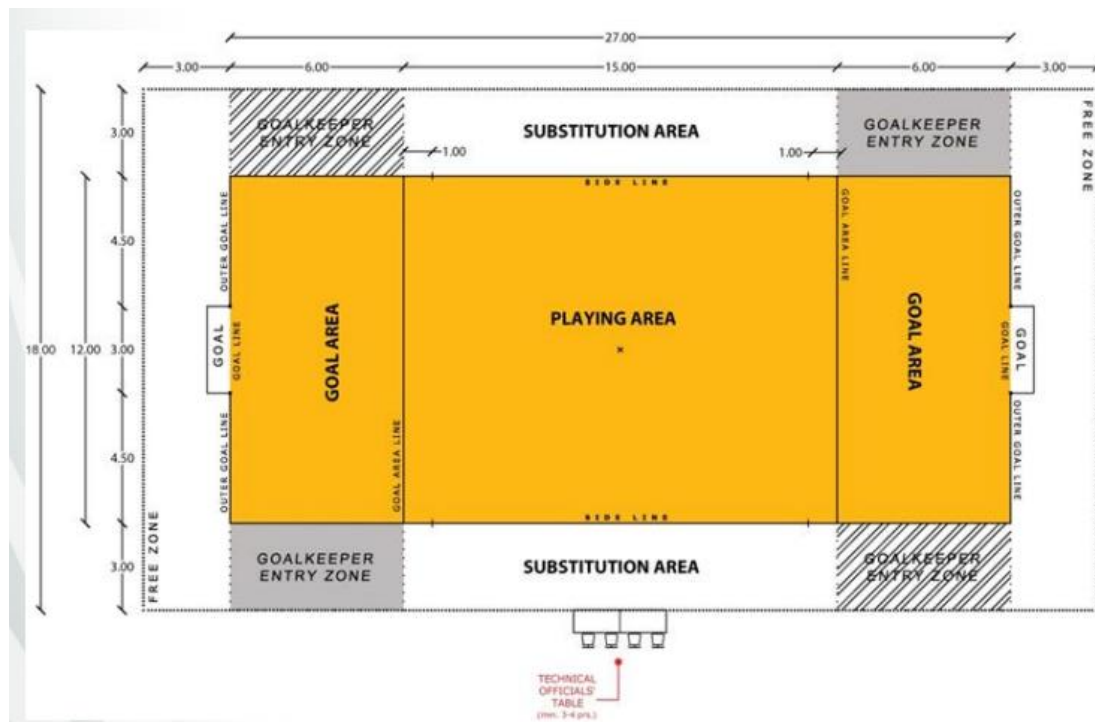 27.00
3.00 6.00 15.00 6.00 3.00
GOALKEEPER
ENTRY ZONE
SUBSTITUTION AREA
GOALKEEPER
ENTRY ZONE
FREE ZONE
3.00
1.00
1.00
SIDE LINE
OUTER GOAL LINE
4.50
GOAL AREA LINE
OUTER GOAL LINE
18.00
12.00
3.00
GOAL
GOAL LINE
GOAL AREA
PLAYING AREA
GOAL AREA
GOAL LINE
GOAL
4.50
OUTER GOAL LINE
GOAL AREA LINE
OUTER GOAL LINE
SIDE LINE
FREE ZONE
3.00
GOALKEEPER
ENTRY ZONE
SUBSTITUTION AREA
GOALKEEPER
ENTRY ZONE
TECHNICAL
OFFICIALS'
TABLE
(min. 3-4 prs.)